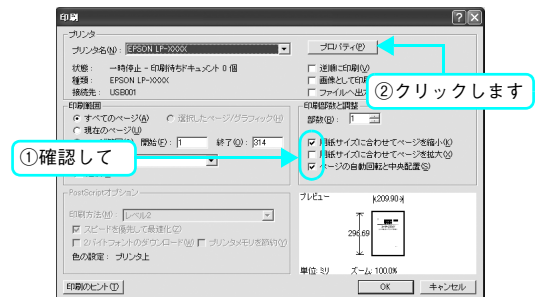 印刷
プリンタ
プリンタ名(N): EPSON LP-XXXX
プロパティ(P)
状態: 一時停止 - 印刷待ちドキュメント 0 個
種類: EPSON LP-XXXX
接続先: USB001
逆順に印刷(V)
画像として印刷
ファイルへ出力
②クリックします
印刷範囲
すべてのページ(A) 選択したページ/グラフィック(H)
現在のページ(U)
開始(F): 1 終了(O): 314
①確認して
印刷部数と調整
部数(B): 1
用紙サイズに合わせてページを縮小(K)
用紙サイズに合わせてページを拡大(X)
ページの自動回転と中央配置(S)
PostScriptオプション
印刷方法(M): レベル2
スピードを優先して最適化(Z)
2バイトフォントのダウンロード(W) プリンタメモリを節約(Y)
色の設定: プリンタ上
プレビュー
209.90
296.69
単位: ミリ ズーム: 100.0%
印刷のヒント(T)
OK
キャンセル